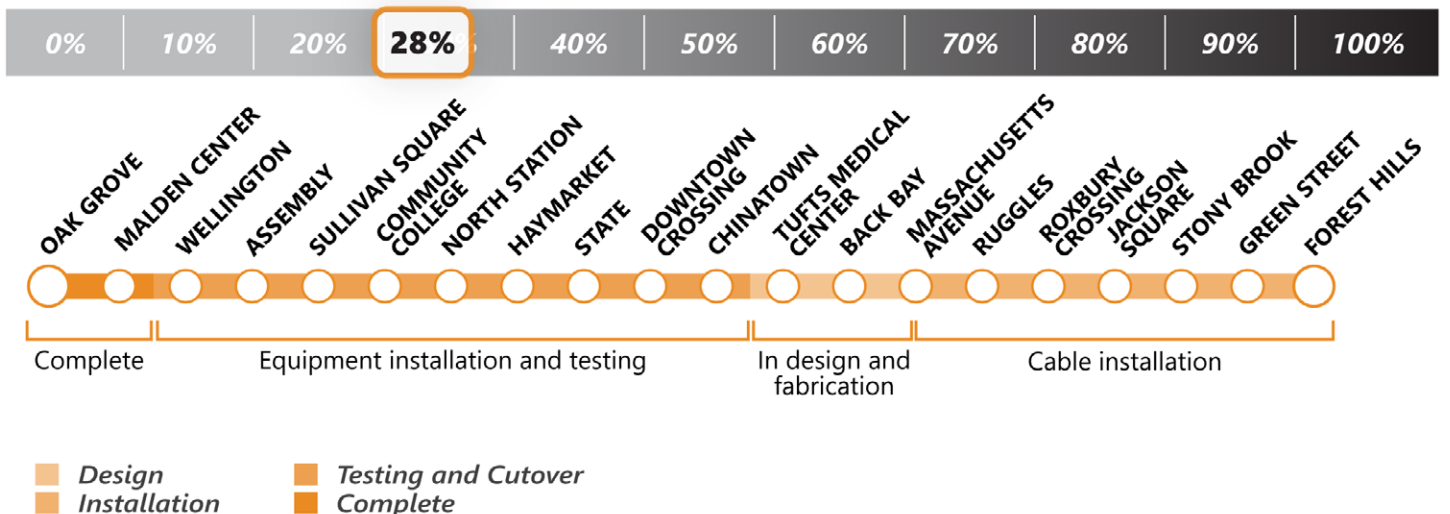 0% 10% 20% 28% % 40% 50% 60% 70% 80% 90% 100%
OAK GROVE
MALDEN CENTER
WELLINGTON
ASSEMBLY
SULLIVAN SQUARE
COMMUNITY
COLLEGE
NORTH STATION
HAYMARKET
STATE
DOWNTOWN
CROSSING
CHINATOWN
TUFTS MEDICAL
CENTER
BACK BAY
MASSACHUSETTS
AVENUE
RUGGLES
ROXBURY
CROSSING
JACKSON
SQUARE
STONY BROOK
GREEN STREET
FOREST HILLS
Complete
Equipment installation and testing
In design and
fabrication
Cable installation
Design
Installation
Testing and Cutover
Complete